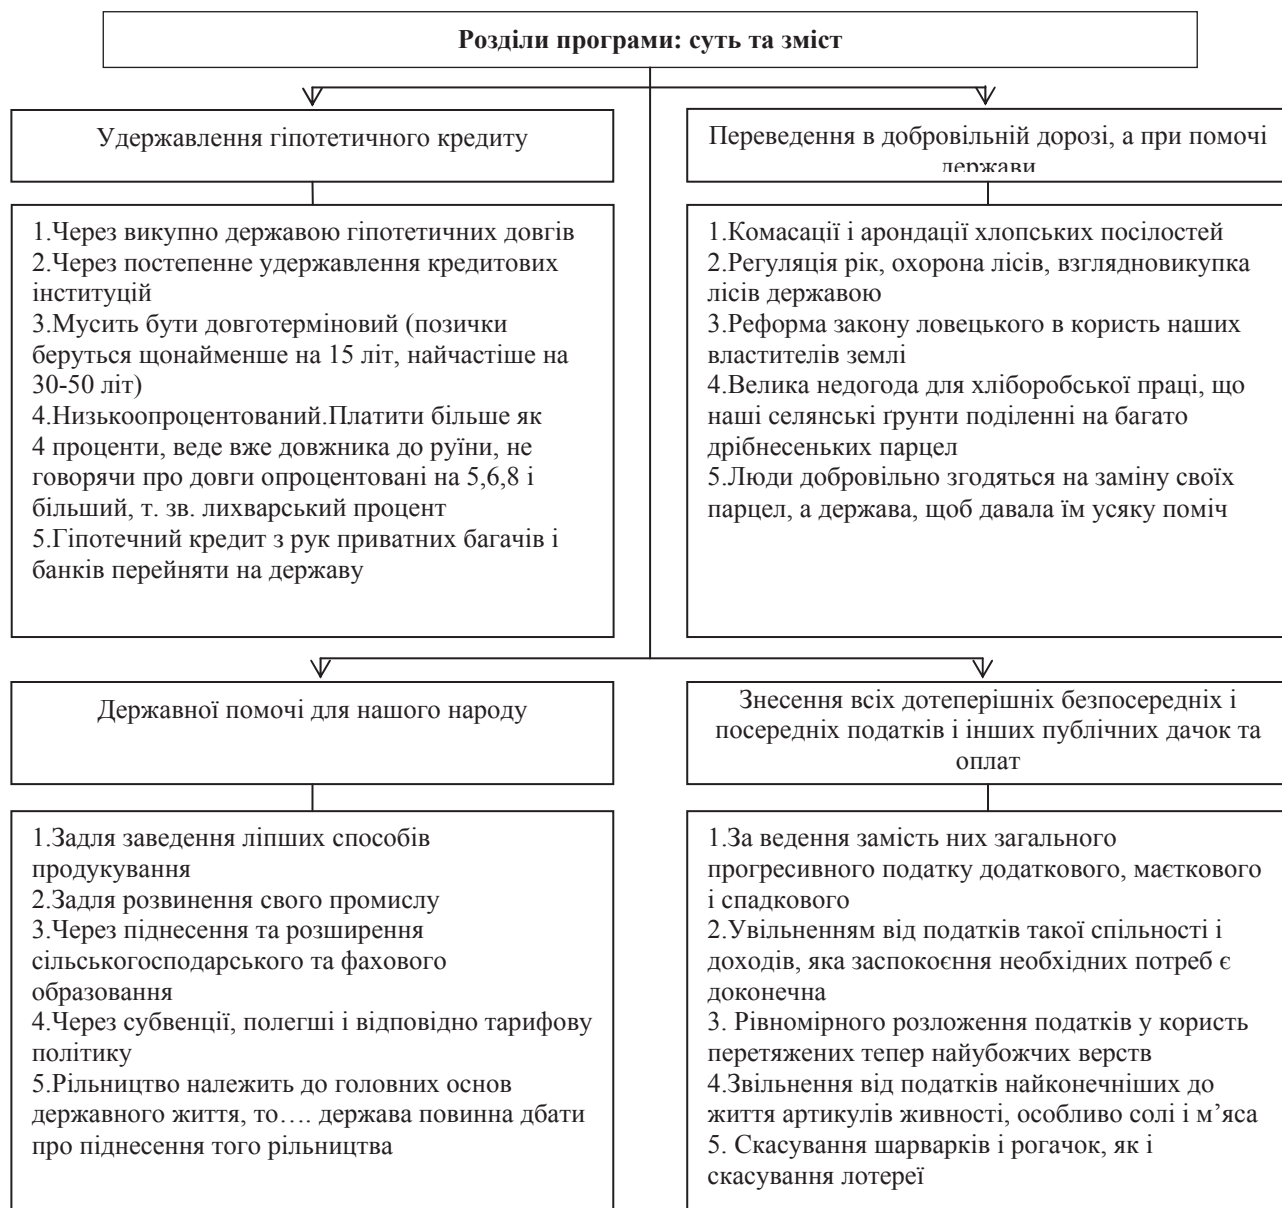 Розділи програми: суть та зміст
Удержавлення гіпотетичного кредиту
Переведення в добровільній дорозі, а при помочі
держави
1.Через викупно державою гіпотетичних довгів
2.Через постепенне удержавлення кредитових
інституцій
3.Мусить бути довготерміновий (позички
беруться щонайменше на 15 літ, найчастіше на
30-50 літ)
4.Низькоопроцентований.Платити більше як
4 проценти, веде вже довжника до руїни, не
говорячи про довги опроцентовані на 5,6,8 і
більший, т. зв. лихварський процент
5.Гіпотечний кредит з рук приватних багачів і
банків перейняти на державу
1.Комасації і арондації хлопських посілостей
2.Регуляція рік, охорона лісів, взглядновикупка
лісів державою
3.Реформа закону ловецького в користь наших
властителів землі
4.Велика недогода для хліборобської праці, що
наші селянські ґрунти поділенні на багато
дрібнесеньких парцел
5.Люди добровільно згодяться на заміну своїх
парцел, а держава, щоб давала їм усяку поміч
Державної помочі для нашого народу
Знесення всіх дотеперішніх безпосередніх і
посередніх податків і інших публічних дачок та
оплат
1.Задля заведення ліпших способів
продукування
2.Задля розвинення свого промислу
3.Через піднесення та розширення
сільськогосподарського та фахового
образовання
4.Через субвенції, полегші і відповідно тарифову
політику
5.Рільництво належить до головних основ
державного життя, то…. держава повинна дбати
про піднесення того рільництва
1.За ведення замість них загального
прогресивного податку додаткового, маєткового
і спадкового
2.Увільненням від податків такої спільності і
доходів, яка заспокоєння необхідних потреб є
доконечна
3. Рівномірного розложення податків у користь
перетяжених тепер найубожчих верств
4.Звільнення від податків найконечніших до
життя артикулів живності, особливо солі і м’яса
5. Скасування шарварків і рогачок, як і
скасування лотереї